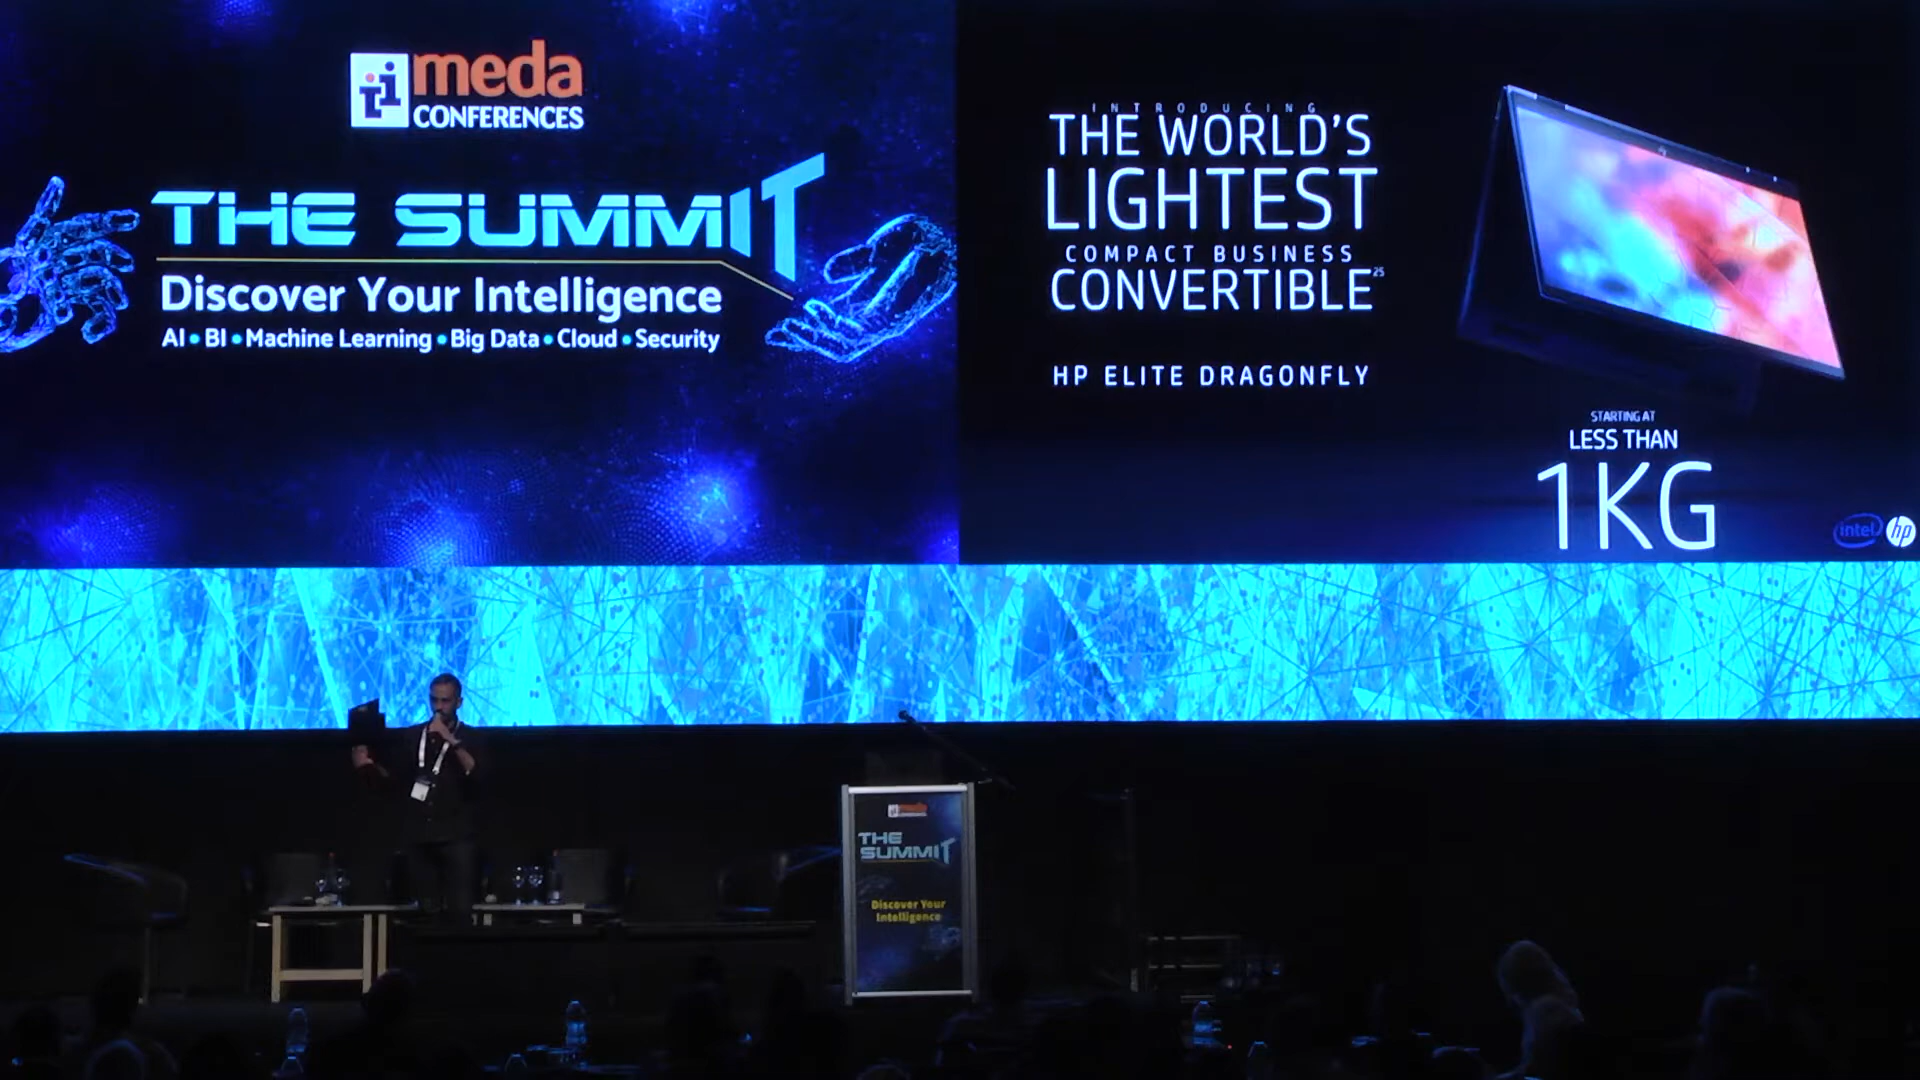 meda
CONFERENCES
THE SUMMIT
Discover Your Intelligence
AI • BI • Machine Learning • Big Data • Cloud • Security
INTRODUCING
THE WORLD'S
LIGHTEST
COMPACT BUSINESS
CONVERTIBLE25
HP ELITE DRAGONFLY
STARTING AT
LESS THAN
1KG
intel hp
meda
THE
SUMMIT
Discover Your
Intelligence